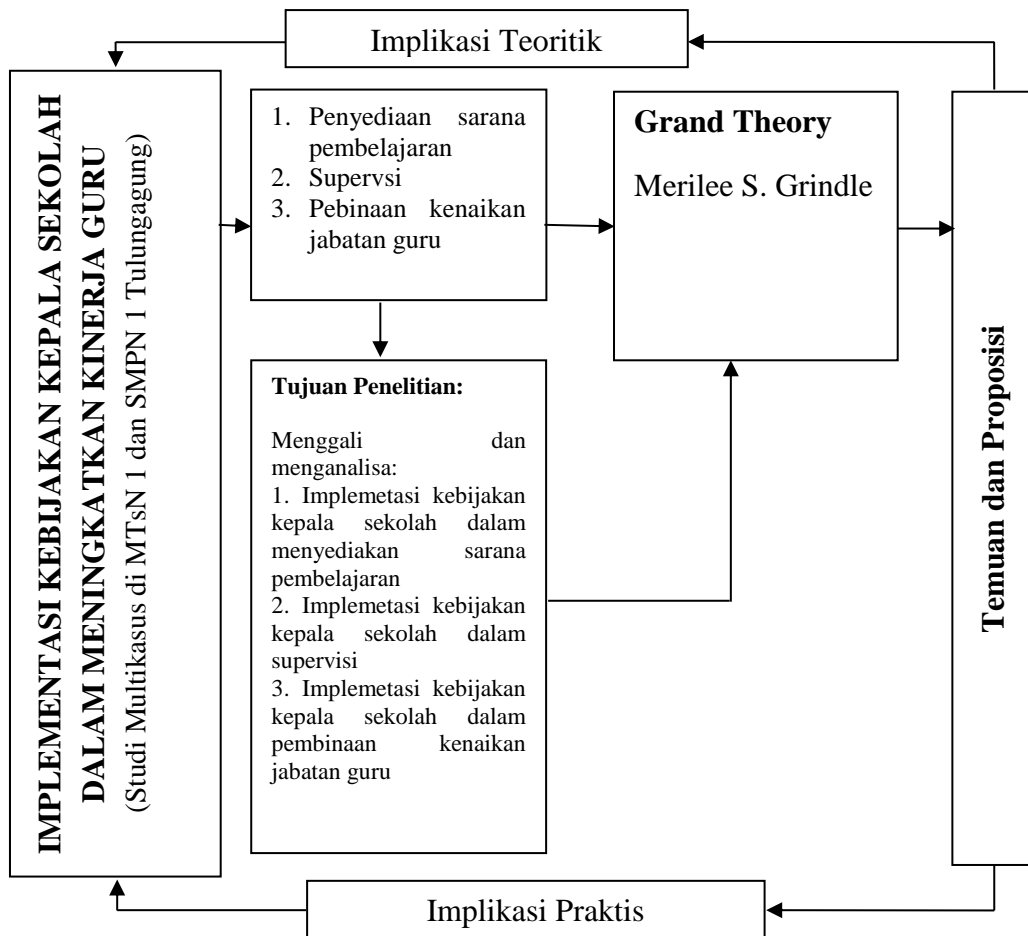 Implikasi Teoritik
IMPLEMENTASI KEBIJAKAN KEPALA SEKOLAH
DALAM MENINGKATKAN KINERJA GURU
(Studi Multikasus di MTsN 1 dan SMPN 1 Tulungagung)
1. Penyediaan sarana
pembelajaran
2. Supervsi
3. Pebinaan kenaikan
jabatan guru
Grand Theory
Merilee S. Grindle
Tujuan Penelitian:
Menggali dan
menganalisa:
1. Implemetasi kebijakan
kepala sekolah dalam
menyediakan sarana
pembelajaran
2. Implemetasi kebijakan
kepala sekolah dalam
supervisi
3. Implemetasi kebijakan
kepala sekolah dalam
pembinaan kenaikan
jabatan guru
Temuan dan Proposisi
Implikasi Praktis